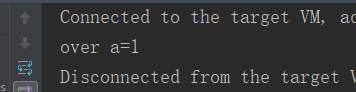 Connected to the target VM,
over a=1
Disconnected from the target